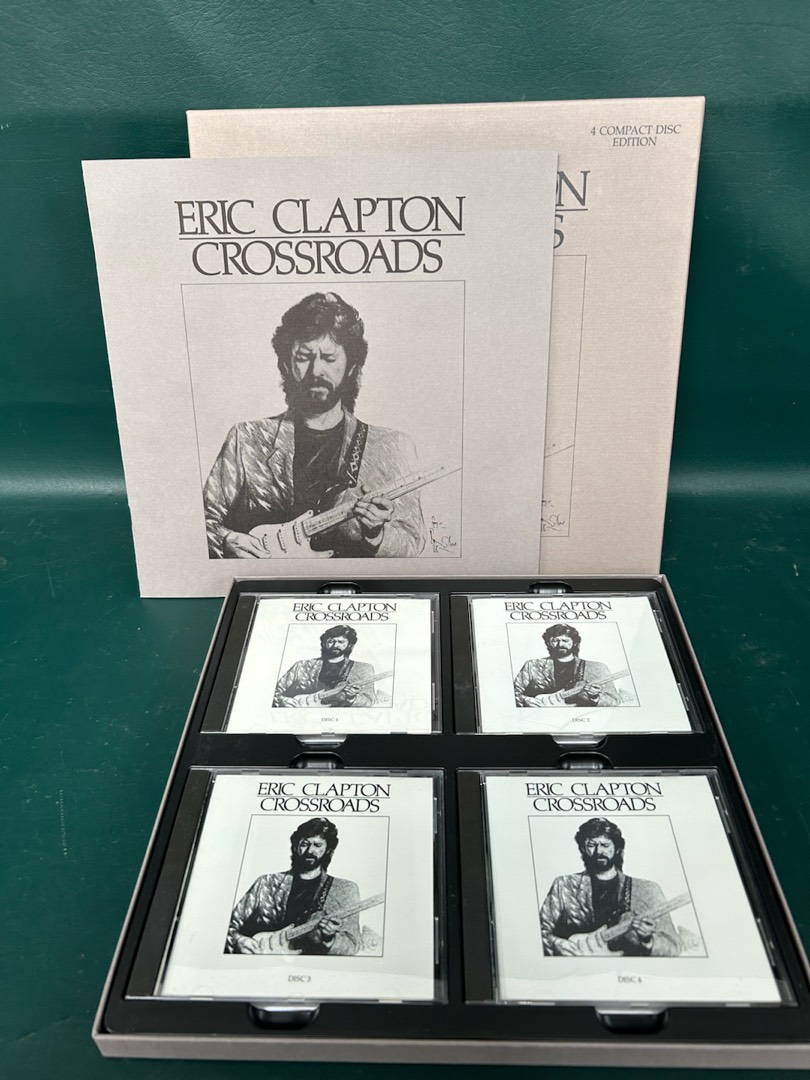 4 COMPACT DISC
EDITION
ERIC CLAPTON
CROSSROADS
ERIC CLAPTON
CROSSROADS
DISC 1
ERIC CLAPTON
CROSSROADS
DISC 2
ERIC CLAPTON
CROSSROADS
DISC 3
ERIC CLAPTON
CROSSROADS
DISC 4